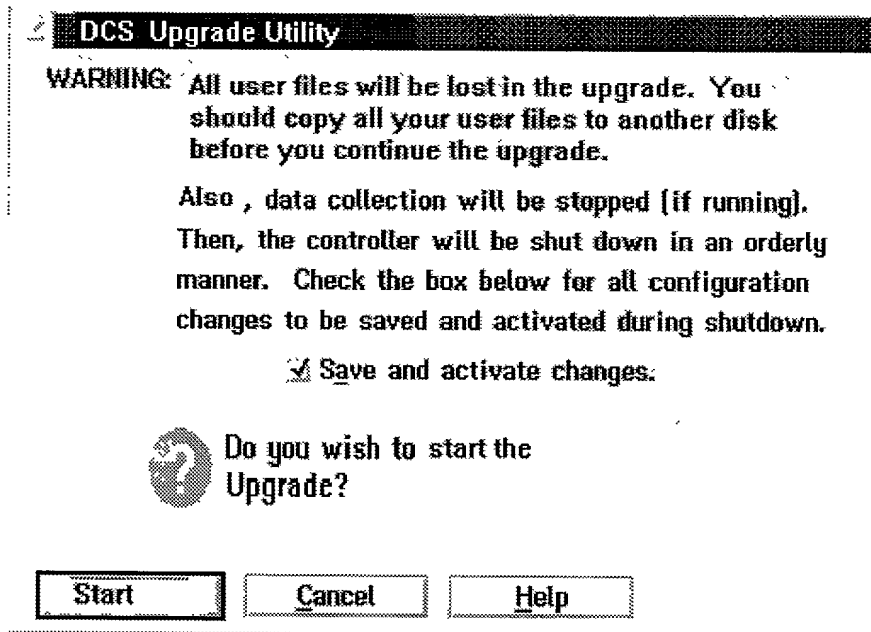 DCS Upgrade Utility
WARNING: All user files will be lost in the upgrade. You
should copy all your user files to another disk
before you continue the upgrade.
Also , data collection will be stopped (if running).
Then, the controller will be shut down in an orderly
manner. Check the box below for all configuration
changes to be saved and activated during shutdown.
Save and activate changes.
Do you wish to start the
Upgrade?
Start Cancel Help